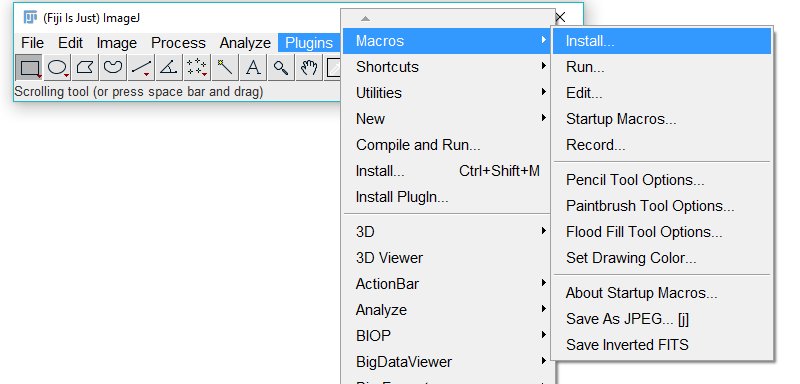 (Fiji Is Just) ImageJ
File Edit Image Process Analyze Plugins
Scrolling tool (or press space bar and drag)
Macros
Shortcuts
Utilities
New
Compile and Run...
Install... Ctrl+Shift+M
Install PlugIn...
3D
3D Viewer
ActionBar
Analyze
BIOP
BigDataViewer
Install...
Run...
Edit...
Startup Macros...
Record...
Pencil Tool Options...
Paintbrush Tool Options...
Flood Fill Tool Options...
Set Drawing Color...
About Startup Macros...
Save As JPEG... [j]
Save Inverted FITS